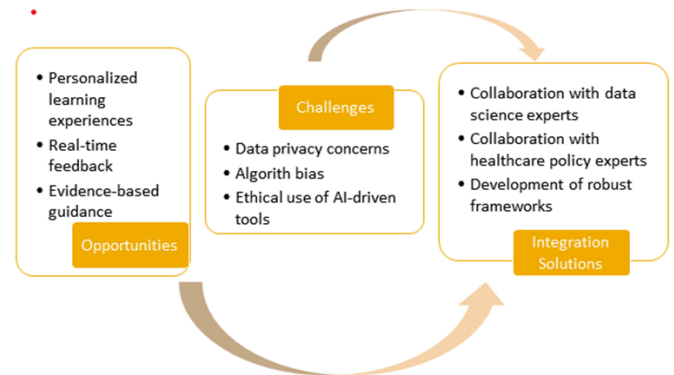 • Personalized
learning
experiences
• Real-time
feedback
• Evidence-based
guidance
Opportunities
Challenges
• Data privacy concerns
• Algorith bias
• Ethical use of AI-driven
tools
• Collaboration with data
science experts
• Collaboration with
healthcare policy experts
• Development of robust
frameworks
Integration
Solutions